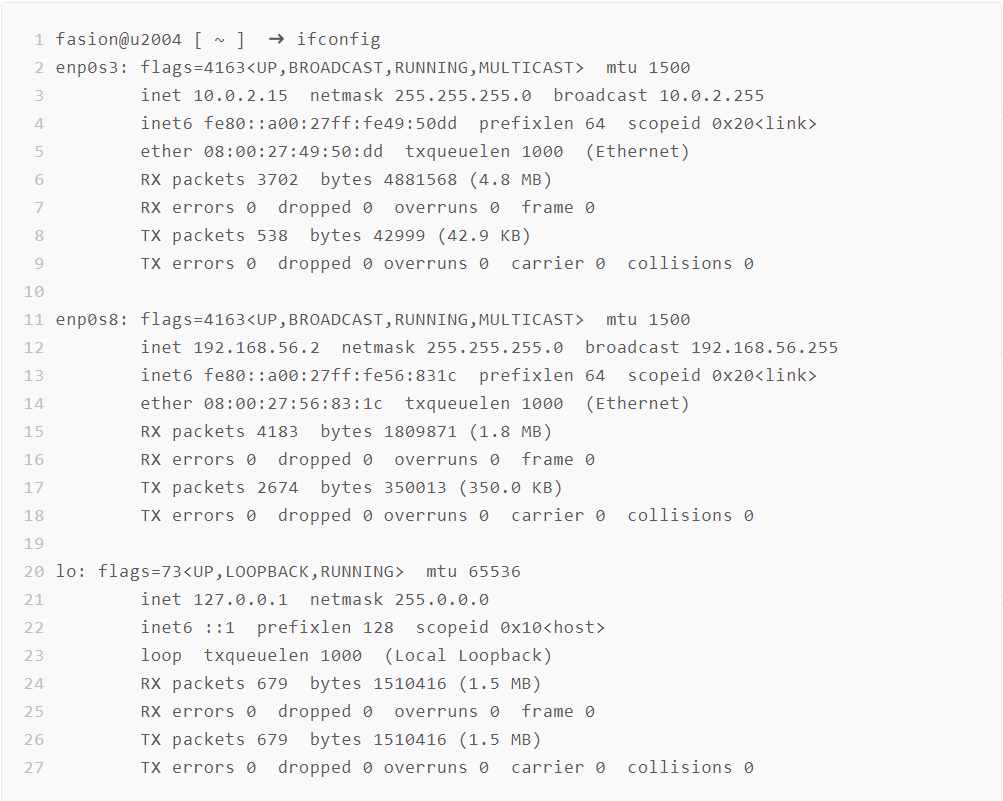 1 fasion@u2004 [ ~ ]  ➜ ifconfig
2 enp0s3: flags=4163<UP,BROADCAST,RUNNING,MULTICAST>  mtu 1500
3         inet 10.0.2.15  netmask 255.255.255.0  broadcast 10.0.2.255
4         inet6 fe80::a00:27ff:fe49:50dd  prefixlen 64  scopeid 0x20<link>
5         ether 08:00:27:49:50:dd  txqueuelen 1000  (Ethernet)
6         RX packets 3702  bytes 4881568 (4.8 MB)
7         RX errors 0  dropped 0  overruns 0  frame 0
8         TX packets 538  bytes 42999 (42.9 KB)
9         TX errors 0  dropped 0 overruns 0  carrier 0  collisions 0
10
11 enp0s8: flags=4163<UP,BROADCAST,RUNNING,MULTICAST>  mtu 1500
12         inet 192.168.56.2  netmask 255.255.255.0  broadcast 192.168.56.255
13         inet6 fe80::a00:27ff:fe56:831c  prefixlen 64  scopeid 0x20<link>
14         ether 08:00:27:56:83:1c  txqueuelen 1000  (Ethernet)
15         RX packets 4183  bytes 1809871 (1.8 MB)
16         RX errors 0  dropped 0  overruns 0  frame 0
17         TX packets 2674  bytes 350013 (350.0 KB)
18         TX errors 0  dropped 0 overruns 0  carrier 0  collisions 0
19
20 lo: flags=73<UP,LOOPBACK,RUNNING>  mtu 65536
21         inet 127.0.0.1  netmask 255.0.0.0
22         inet6 ::1  prefixlen 128  scopeid 0x10<host>
23         loop  txqueuelen 1000  (Local Loopback)
24         RX packets 679  bytes 1510416 (1.5 MB)
25         RX errors 0  dropped 0  overruns 0  frame 0
26         TX packets 679  bytes 1510416 (1.5 MB)
27         TX errors 0  dropped 0 overruns 0  carrier 0  collisions 0